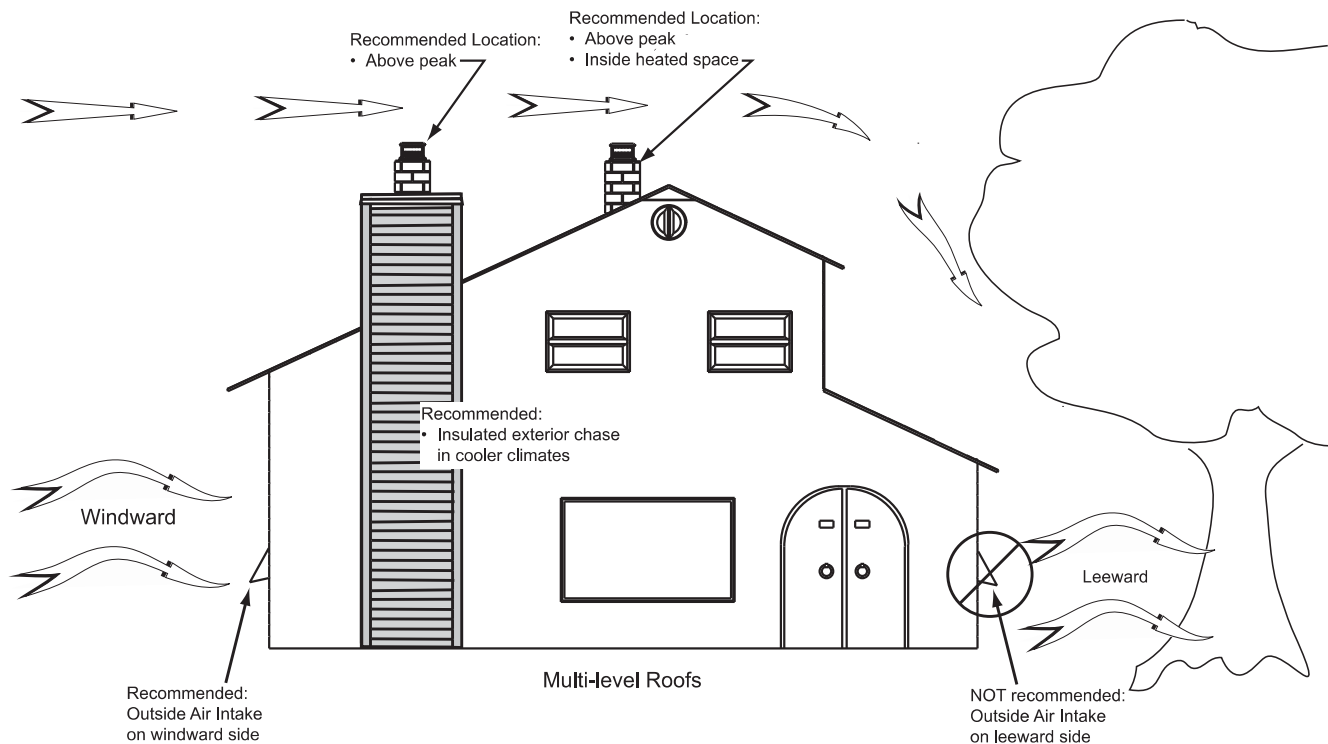 Recommended Location:
• Above peak
Recommended Location:
• Above peak
• Inside heated space
Recommended:
• Insulated exterior chase
in cooler climates
Windward
Leeward
Recommended:
Outside Air Intake
on windward side
Multi-level Roofs
NOT recommended:
Outside Air Intake
on leeward side